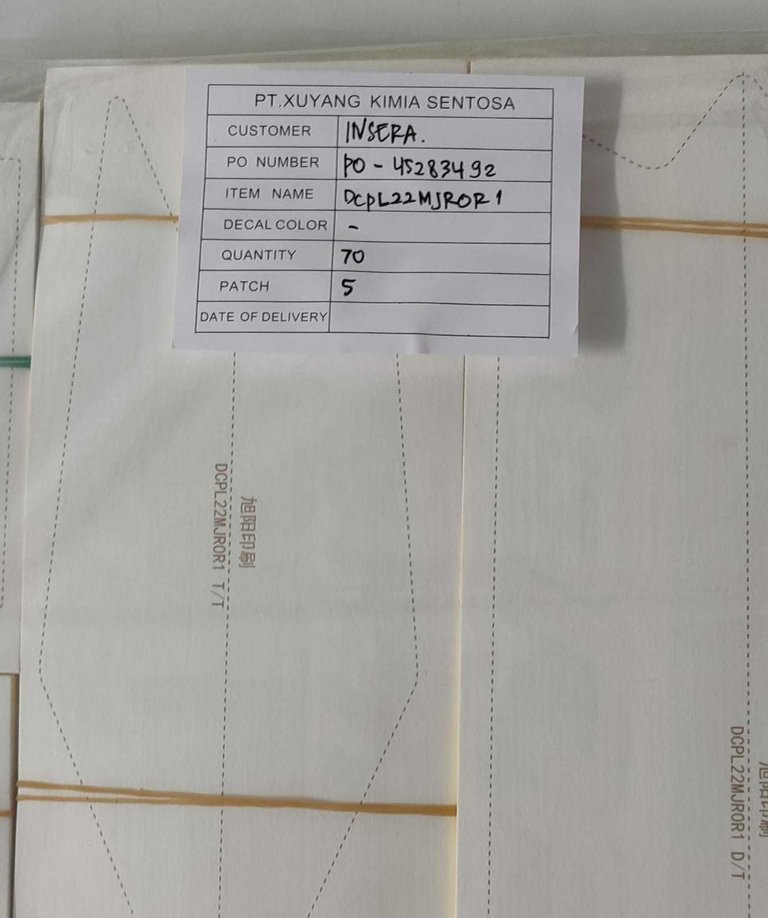 PT.XUYANG KIMIA SENTOSA
CUSTOMER INSERA.
PO NUMBER PO - 45283492
ITEM NAME DCPL22MJROR1
DECAL COLOR -
QUANTITY 70
PATCH 5
DATE OF DELIVERY
旭阳印刷
DCPL22MJROR1 T/T
旭阳印刷
DCPL22MJROR1 D/T